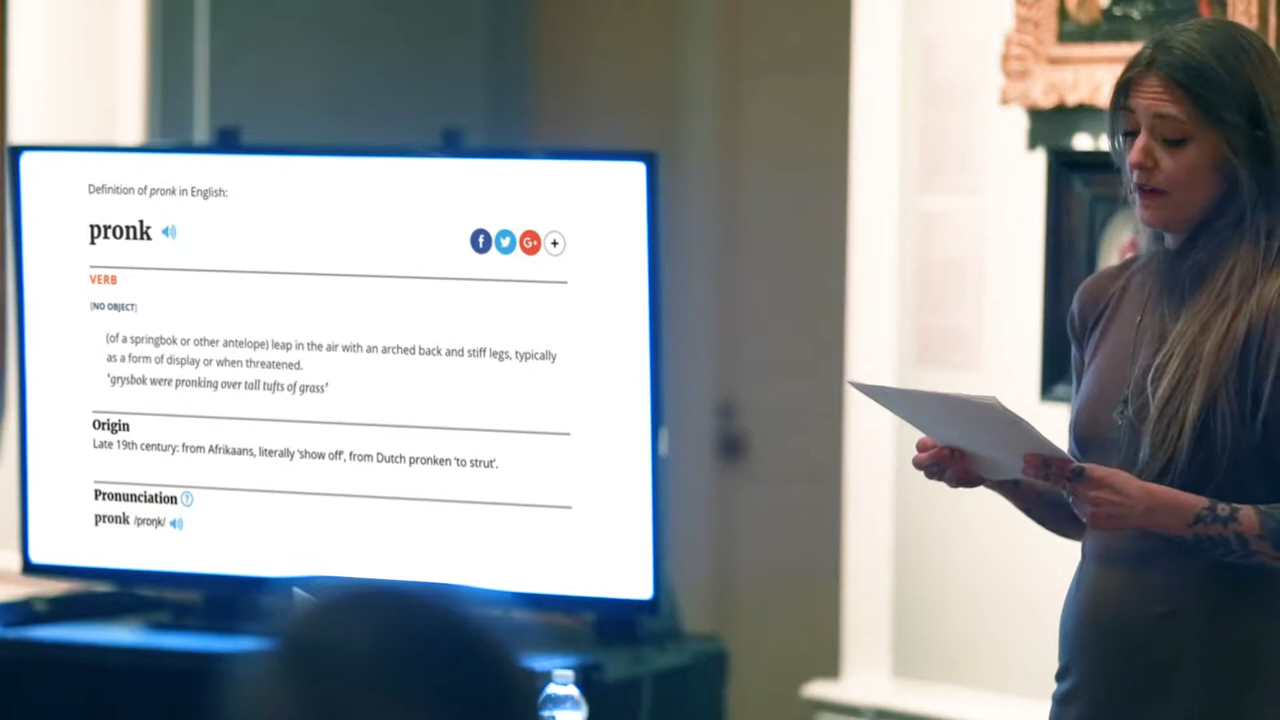 Definition of pronk in English:
pronk
f G+ +
VERB
[NO OBJECT]
(of a springbok or other antelope) leap in the air with an arched back and stiff legs, typically
as a form of display or when threatened.
‘grysbok were pronking over tall tufts of grass’
Origin
Late 19th century: from Afrikaans, literally ‘show off’, from Dutch pronken ‘to strut’.
Pronunciation ?
pronk /prɒŋk/